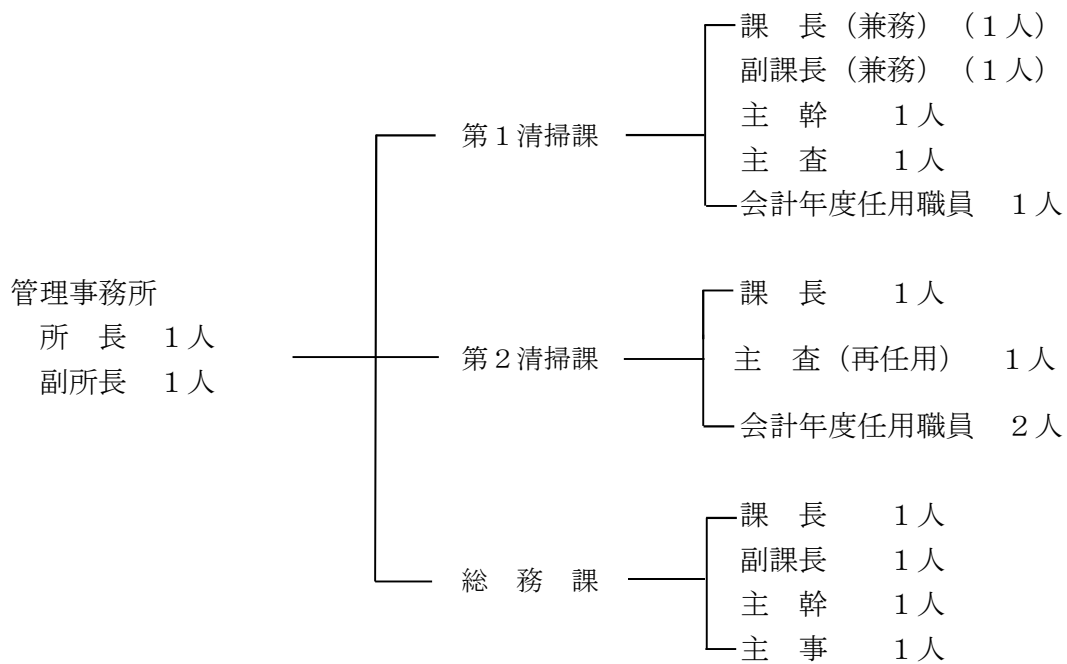 管理事務所
所　長　１人
副所長　１人
第１清掃課
課　長（兼務）（１人）
副課長（兼務）（１人）
主　幹　　１人
主　査　　１人
会計年度任用職員　１人
第２清掃課
課　長　　１人
主　査（再任用）　１人
会計年度任用職員　２人
総　務　課
課　長　　１人
副課長　　１人
主　幹　　１人
主　事　　１人